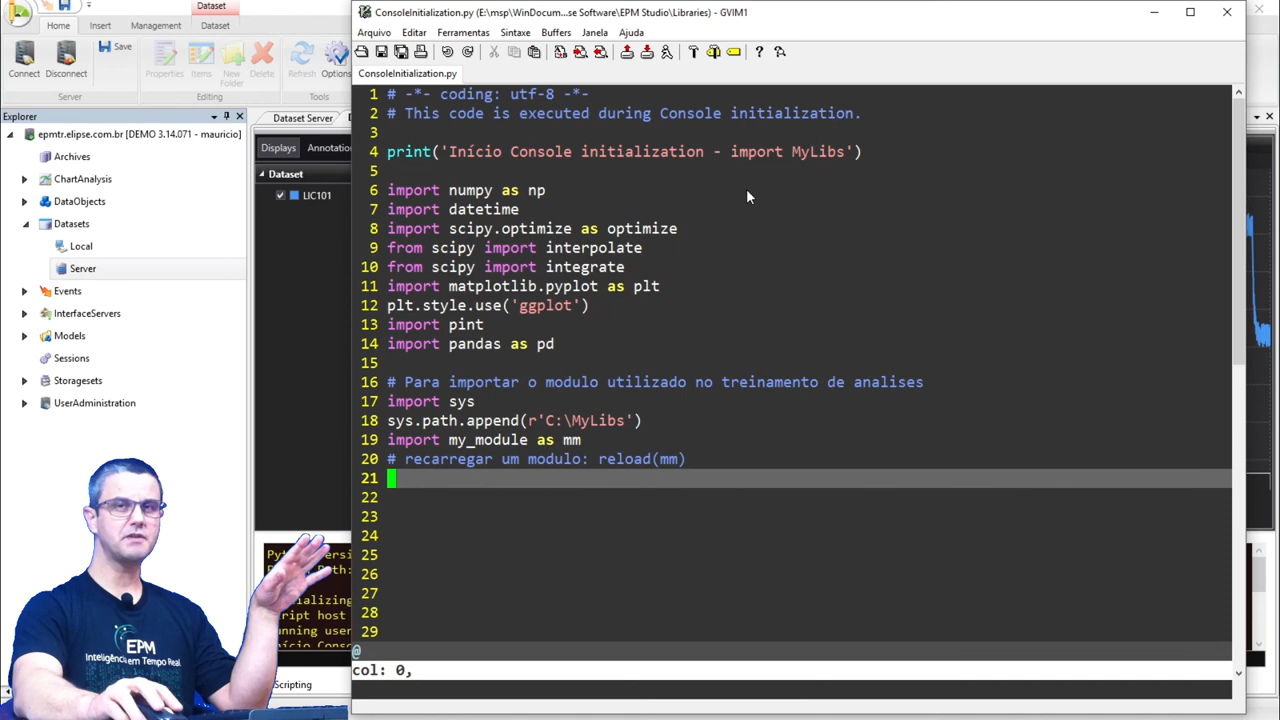 Dataset
Home
Insert
Management
Dataset
Connect
Disconnect
Save
Properties
Items
New
Folder
Delete
Refresh
Options
Server
Editing
Tools
Explorer
epmtr.elipse.com.br [DEMO 3.14.071 - mauricio]
Archives
ChartAnalysis
DataObjects
Datasets
Local
Server
Events
InterfaceServers
Models
Sessions
Storagesets
UserAdministration
Dataset Server
Displays
Annotation
Dataset
LIC101
Scripting
EPM
Inteligência em Tempo Real
ConsoleInitialization.py (E:\msp\WinDocum...se Software\EPM Studio\Libraries) - GVIM1
Arquivo Editar Ferramentas Sintaxe Buffers Janela Ajuda
ConsoleInitialization.py
1 # -*- coding: utf-8 -*-
2 # This code is executed during Console initialization.
3
4 print('Início Console initialization - import MyLibs')
5
6 import numpy as np
7 import datetime
8 import scipy.optimize as optimize
9 from scipy import interpolate
10 from scipy import integrate
11 import matplotlib.pyplot as plt
12 plt.style.use('ggplot')
13 import pint
14 import pandas as pd
15
16 # Para importar o modulo utilizado no treinamento de analises
17 import sys
18 sys.path.append(r'C:\MyLibs')
19 import my_module as mm
20 # recarregar um modulo: reload(mm)
21
22
23
24
25
26
27
28
29
@
col: 0,